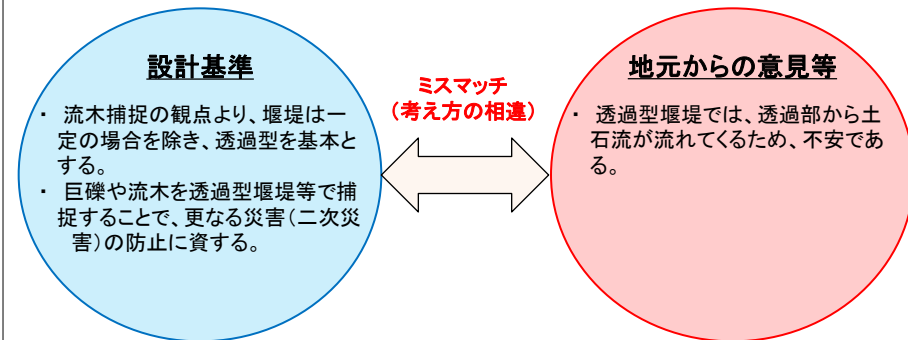 設計基準
・ 流木捕捉の観点より、堰堤は一
定の場合を除き、透過型を基本と
する。
・ 巨礫や流木を透過型堰堤等で捕
捉することで、更なる災害(二次災
害)の防止に資する。
ミスマッチ
(考え方の相違)
地元からの意見等
・ 透過型堰堤では、透過部から土
石流が流れてくるため、不安であ
る。